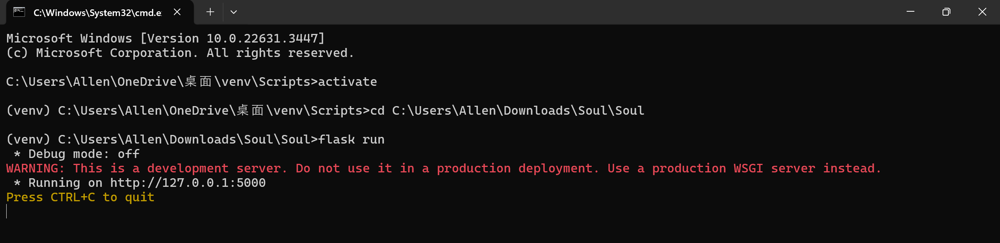 C:\Windows\System32\cmd.e
Microsoft Windows [Version 10.0.22631.3447]
(c) Microsoft Corporation. All rights reserved.
C:\Users\Allen\OneDrive\桌面\venv\Scripts>activate
(venv) C:\Users\Allen\OneDrive\桌面\venv\Scripts>cd C:\Users\Allen\Downloads\Soul\Soul
(venv) C:\Users\Allen\Downloads\Soul\Soul>flask run
 * Debug mode: off
WARNING: This is a development server. Do not use it in a production deployment. Use a production WSGI server instead.
 * Running on http://127.0.0.1:5000
Press CTRL+C to quit